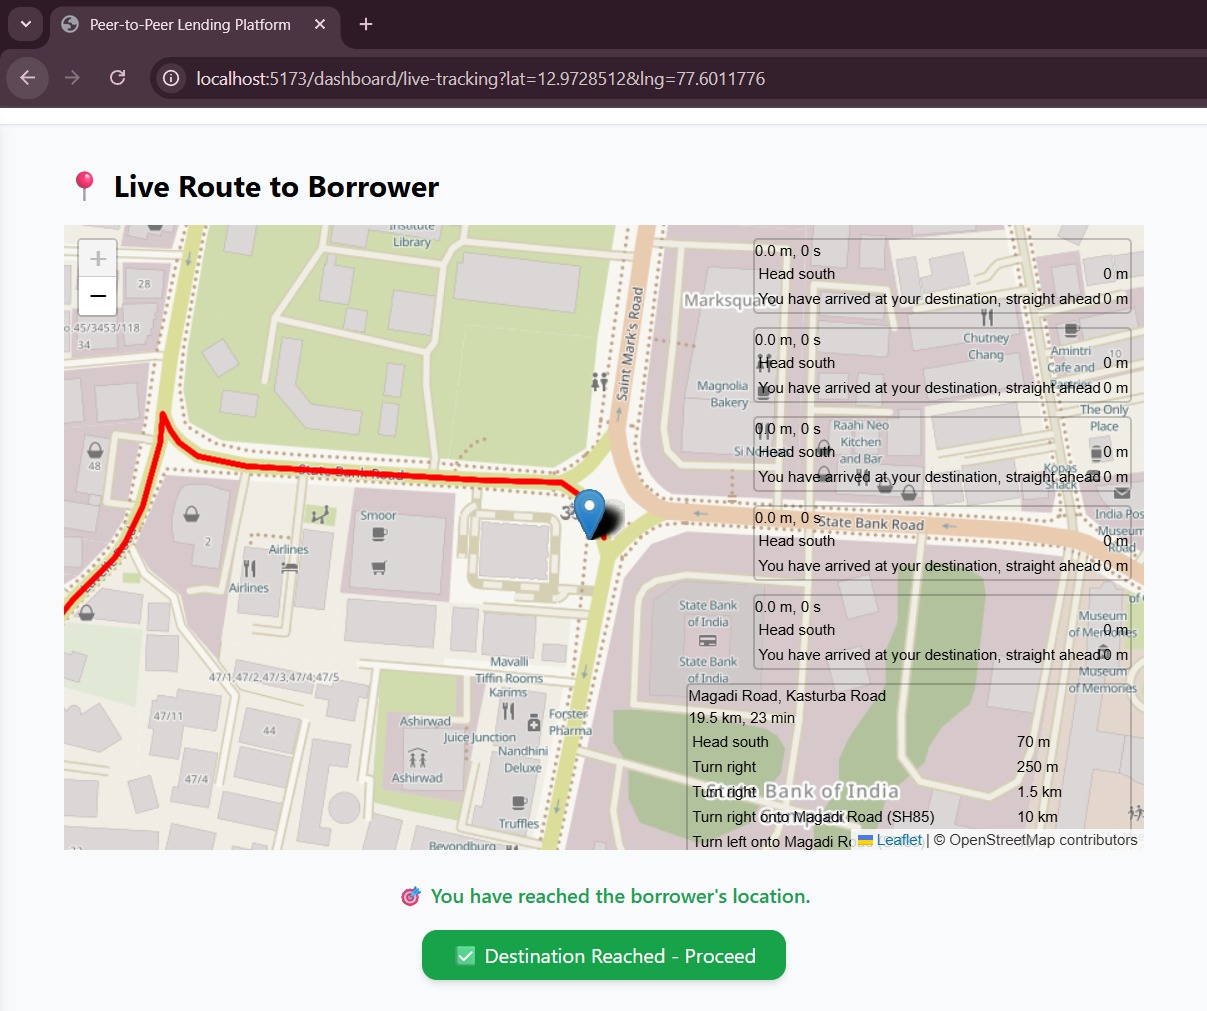 Peer-to-Peer Lending Platform
localhost:5173/dashboard/live-tracking?lat=12.9728512&lng=77.6011776
Live Route to Borrower
+
−
Institute
Library
28
o.45/3453/118
34
Saint Mark's Road
Marksquare
Magnolia
Bakery
Chutney
Chang
Amintri
Cafe and
10
The Only
Place
Raahi Neo
Kitchen
and Bar
Kopas
Shack
India Pos
Museum
Road
48
2
State Bank Road
State Bank Road
Smoor
Airlines
Airlines
State Bank
of India
State Bank
of India
Museum
of Memories
Museum
of Memories
47/1,47/2,47/3,47/4;47/5
Mavalli
Tiffin Rooms
Karims
47/11
44
47/4
Ashirwad
Juice Junction
Ashirwad
Forster
Pharma
Nandhini
Deluxe
Truffles
Beyondburg
State Bank of India
0.0 m, 0 s
Head south 0 m
You have arrived at your destination, straight ahead 0 m
0.0 m, 0 s
Head south 0 m
You have arrived at your destination, straight ahead 0 m
0.0 m, 0 s
Head south 0 m
You have arrived at your destination, straight ahead 0 m
0.0 m, 0 s
Head south 0 m
You have arrived at your destination, straight ahead 0 m
0.0 m, 0 s
Head south 0 m
You have arrived at your destination, straight ahead 0 m
Magadi Road, Kasturba Road
19.5 km, 23 min
Head south 70 m
Turn right 250 m
Turn right 1.5 km
Turn right onto Magadi Road (SH85) 10 km
Turn left onto Magadi
Leaflet | © OpenStreetMap contributors
You have reached the borrower's location.
Destination Reached - Proceed